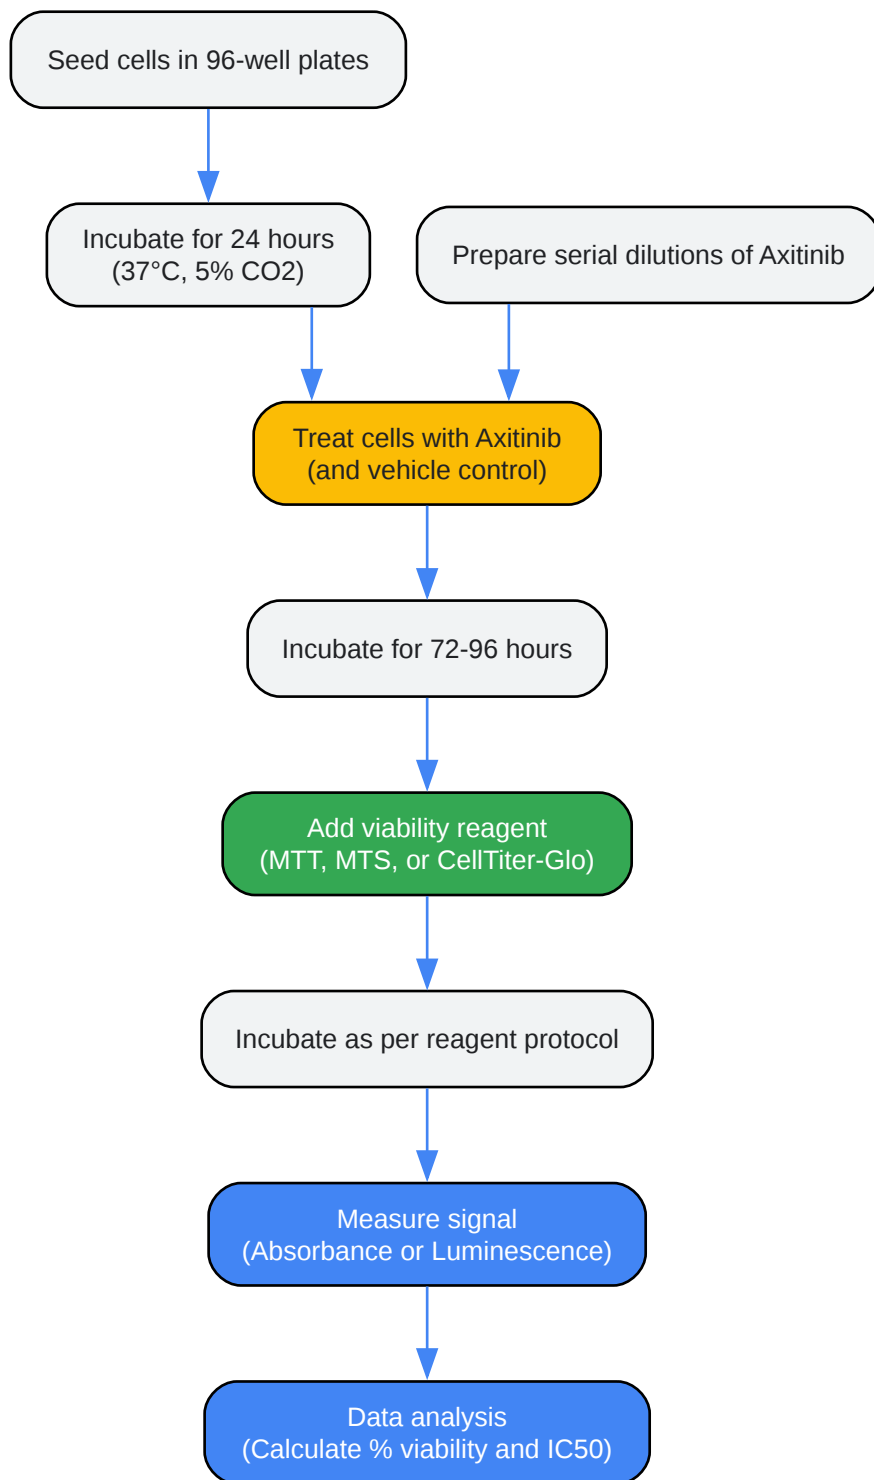 Seed cells in 96-well plates
Incubate for 24 hours
(37°C, 5% CO2)
Prepare serial dilutions of Axitinib
Treat cells with Axitinib
(and vehicle control)
Incubate for 72-96 hours
Add viability reagent
(MTT, MTS, or CellTiter-Glo)
Incubate as per reagent protocol
Measure signal
(Absorbance or Luminescence)
Data analysis
(Calculate % viability and IC50)